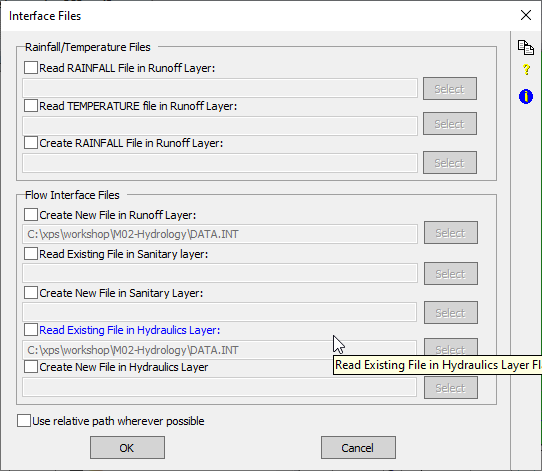 Interface Files
Rainfall/Temperature Files
Read RAINFALL File in Runoff Layer:
Select
Read TEMPERATURE file in Runoff Layer:
Select
Create RAINFALL File in Runoff Layer:
Select
Flow Interface Files
Create New File in Runoff Layer:
C:\xps\workshop\M02-Hydrology\DATA.INT
Select
Read Existing File in Sanitary layer:
Select
Create New File in Sanitary Layer:
Select
Read Existing File in Hydraulics Layer:
C:\xps\workshop\M02-Hydrology\DATA.INT
Select
Read Existing File in Hydraulics Layer Fl
Create New File in Hydraulics Layer
Select
Use relative path wherever possible
OK
Cancel